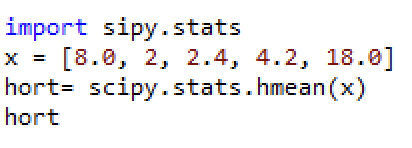 import sipy.stats
x = [8.0, 2, 2.4, 4.2, 18.0]
hort= scipy.stats.hmean(x)
hort